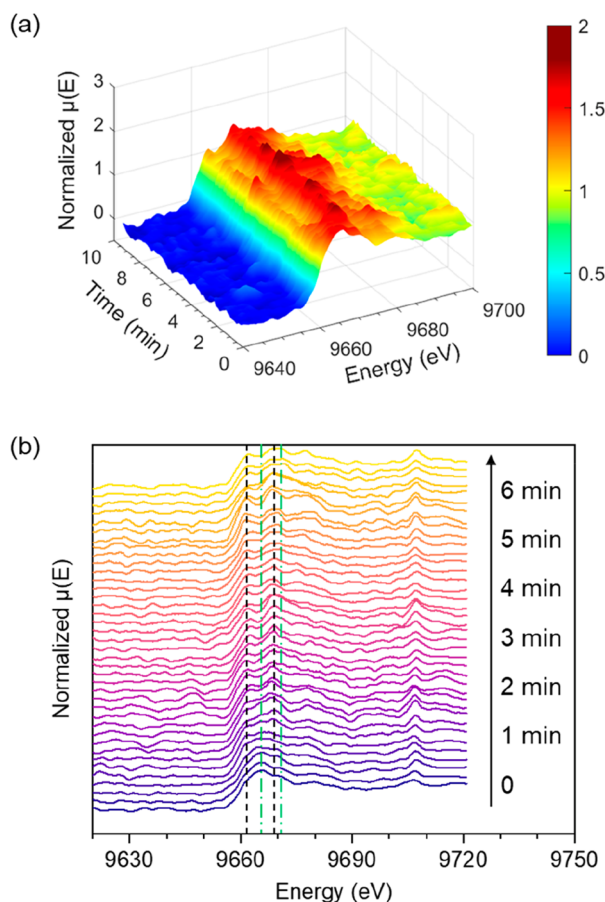 (a)
Normalized μ(E)
3
2
1
0
10
8
6
4
2
0
Time (min)
9640
9660
9680
9700
Energy (eV)
2
1.5
1
0.5
0
(b)
Normalized μ(E)
6 min
5 min
4 min
3 min
2 min
1 min
0
9630
9660
9690
9720
9750
Energy (eV)